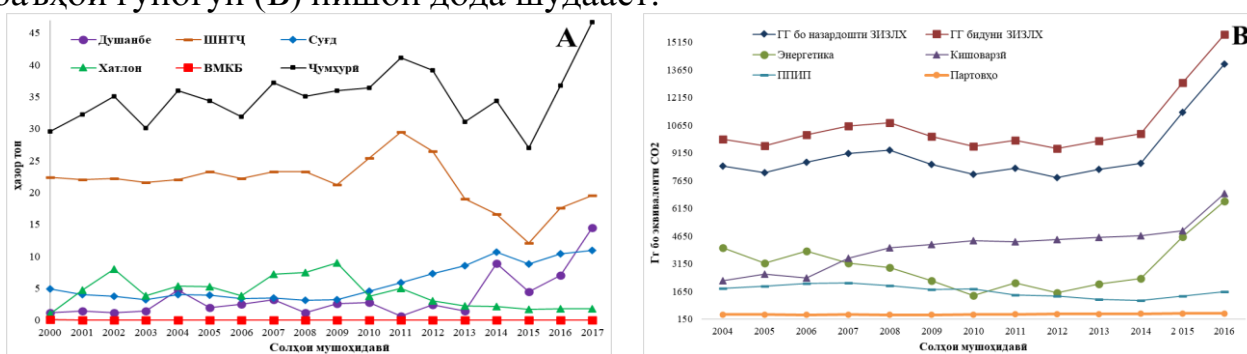 раъҳои гуногун (В) нишон дода шудааст.
A
Душанбе ШНТҶ Суғд
Хатлон ВМКБ Ҷумҳурӣ
ҳазор тон
45
40
35
30
25
20
15
10
5
0
2000 2001 2002 2003 2004 2005 2006 2007 2008 2009 2010 2011 2012 2013 2014 2015 2016 2017
Солҳои мушоҳидавӣ
B
ГГ бо назардошти ЗИЗЛХ ГГ бидуни ЗИЗЛХ
Энергетика Кишоварзӣ
ППИП Партовҳо
Гг бо эквиваленти СО2
15150
13650
12150
10650
9150
7650
6150
4650
3150
1650
150
2004 2005 2006 2007 2008 2009 2010 2011 2012 2013 2014 2015 2016
Солҳои мушоҳидавӣ